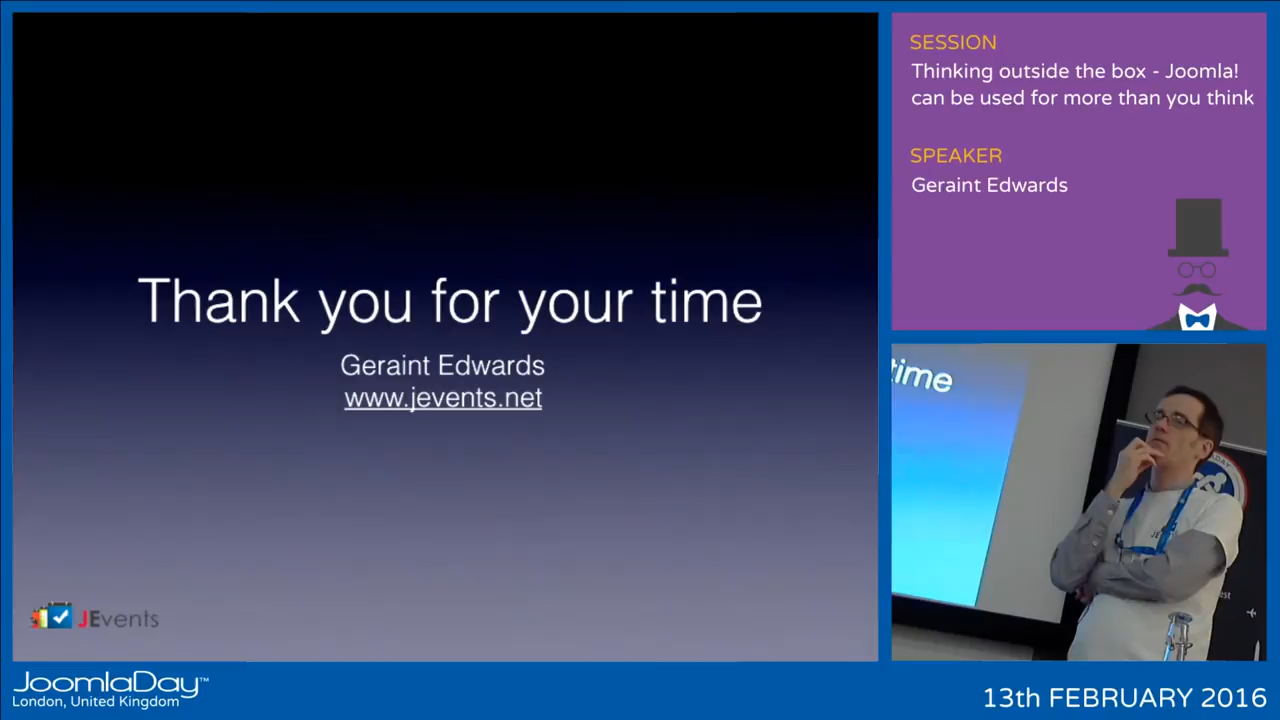 Thank you for your time
Geraint Edwards
www.jevents.net
JEvents
SESSION
Thinking outside the box - Joomla!
can be used for more than you think
SPEAKER
Geraint Edwards
time
JoomlaDay™
London, United Kingdom
13th FEBRUARY 2016